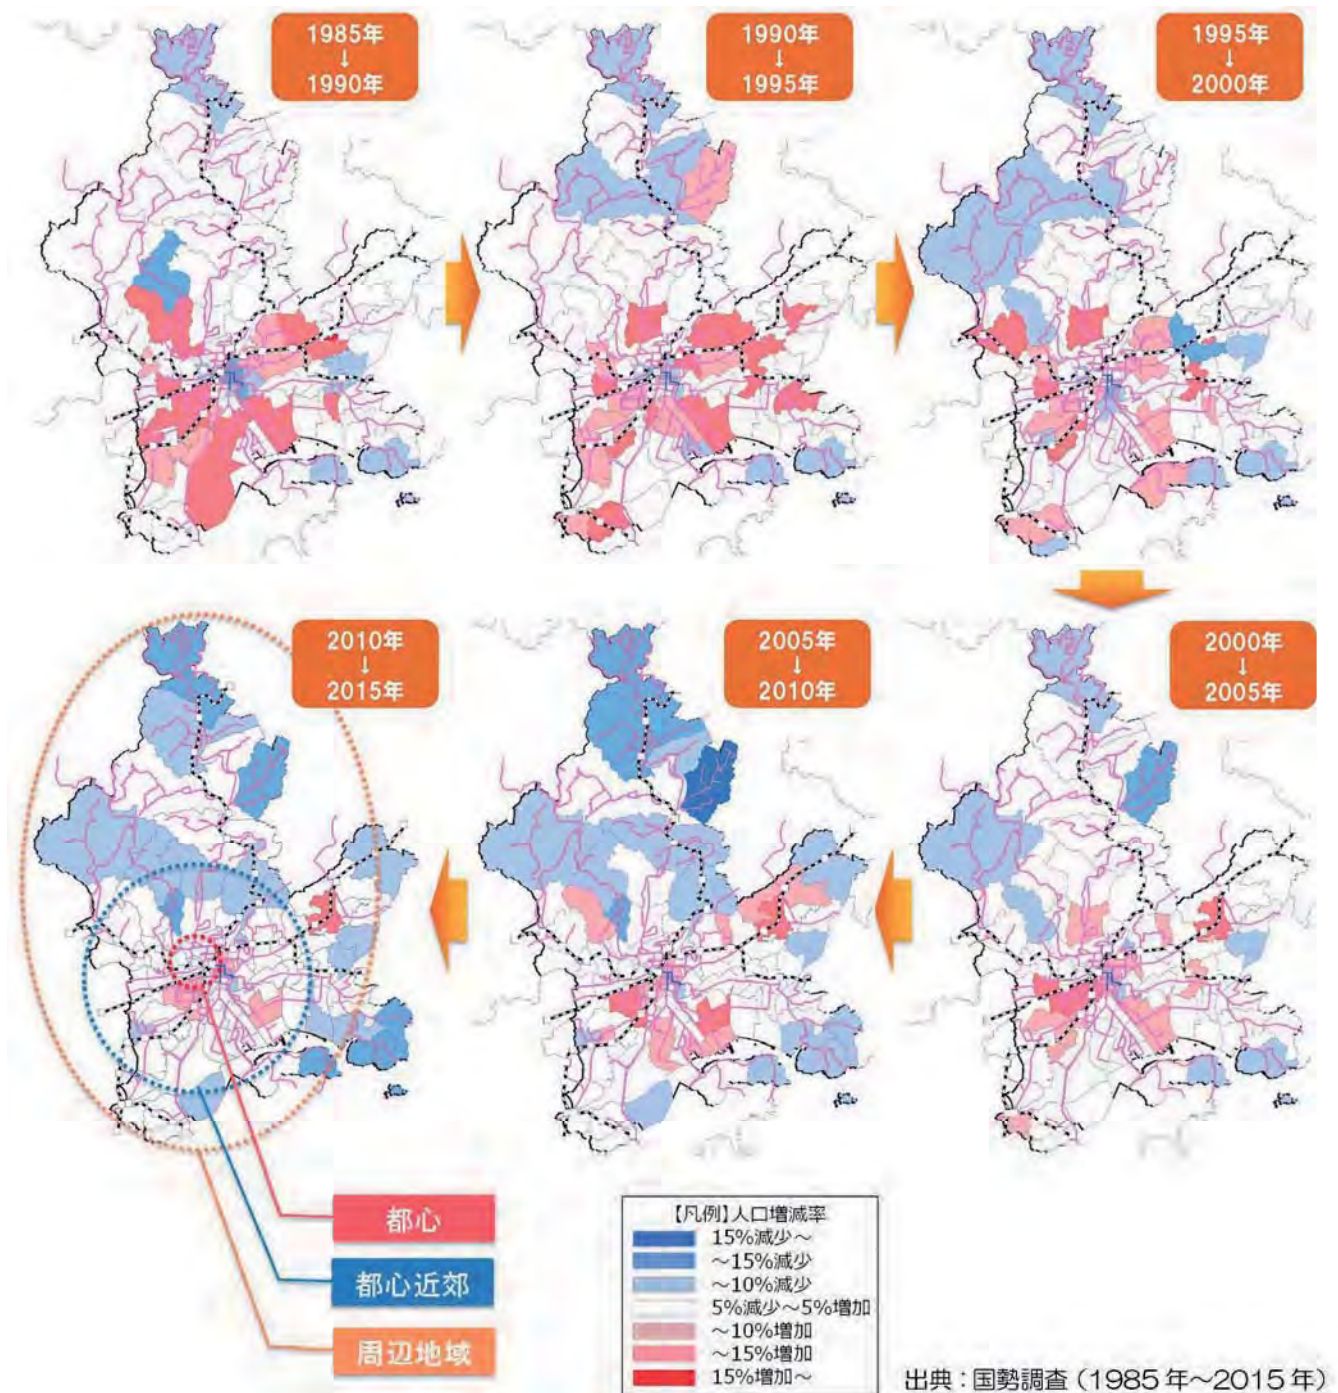 1985年
↓
1990年
1990年
↓
1995年
1995年
↓
2000年
2010年
↓
2015年
2005年
↓
2010年
2000年
↓
2005年
都心
都心近郊
周辺地域
【凡例】人口増減率
15%減少～
～15%減少
～10%減少
5%減少～5%増加
～10%増加
～15%増加
15%増加～
出典：国勢調査（1985年～2015年）